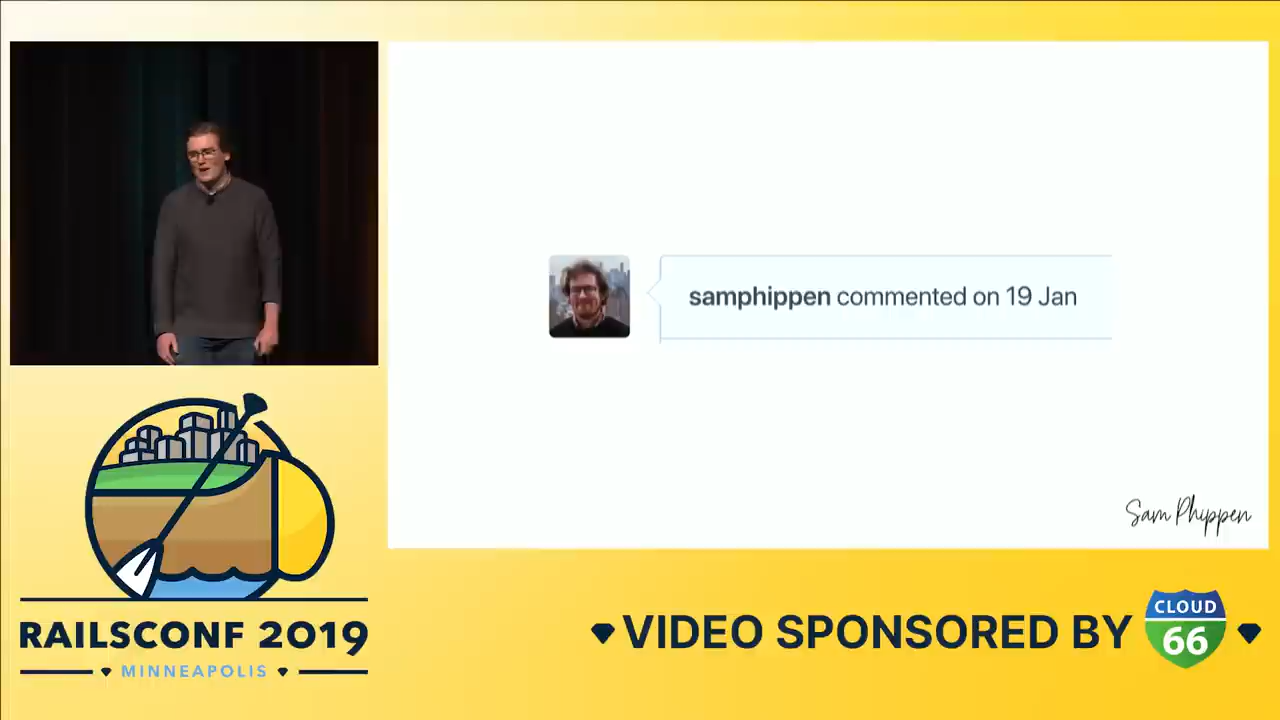 samphippen commented on 19 Jan
Sam Phippen
RAILSCONF 2019
MINNEAPOLIS
VIDEO SPONSORED BY
CLOUD
66